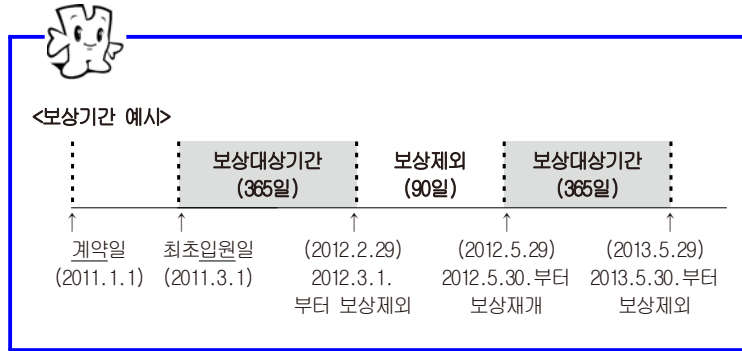 <보상기간 예시>
보상대상기간 보상제외 보상대상기간
(365일) (90일) (365일)
↑ ↑ ↑ ↑ ↑
계약일 최초입원일 (2012.2.29) (2012.5.29) (2013.5.29)
(2011.1.1) (2011.3.1) 2012.3.1. 2012.5.30.부터 2013.5.30.부터
부터 보상제외 보상재개 보상제외